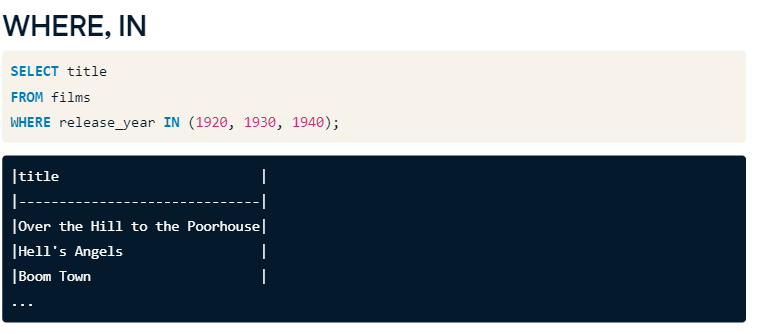 WHERE, IN
SELECT title
FROM films
WHERE release_year IN (1920, 1930, 1940);
|title                         |
|------------------------------|
|Over the Hill to the Poorhouse|
|Hell's Angels                 |
|Boom Town                     |
...